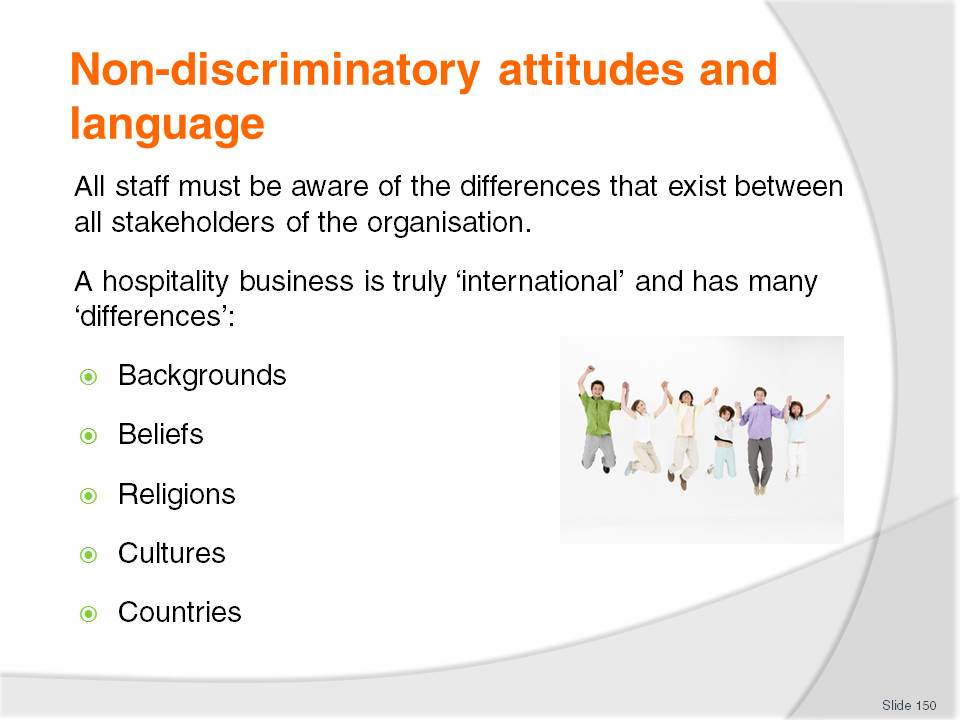 Non-discriminatory attitudes and
language
All staff must be aware of the differences that exist between
all stakeholders of the organisation.
A hospitality business is truly ‘international’ and has many
‘differences’:
Backgrounds
Beliefs
Religions
Cultures
Countries
Slide 150